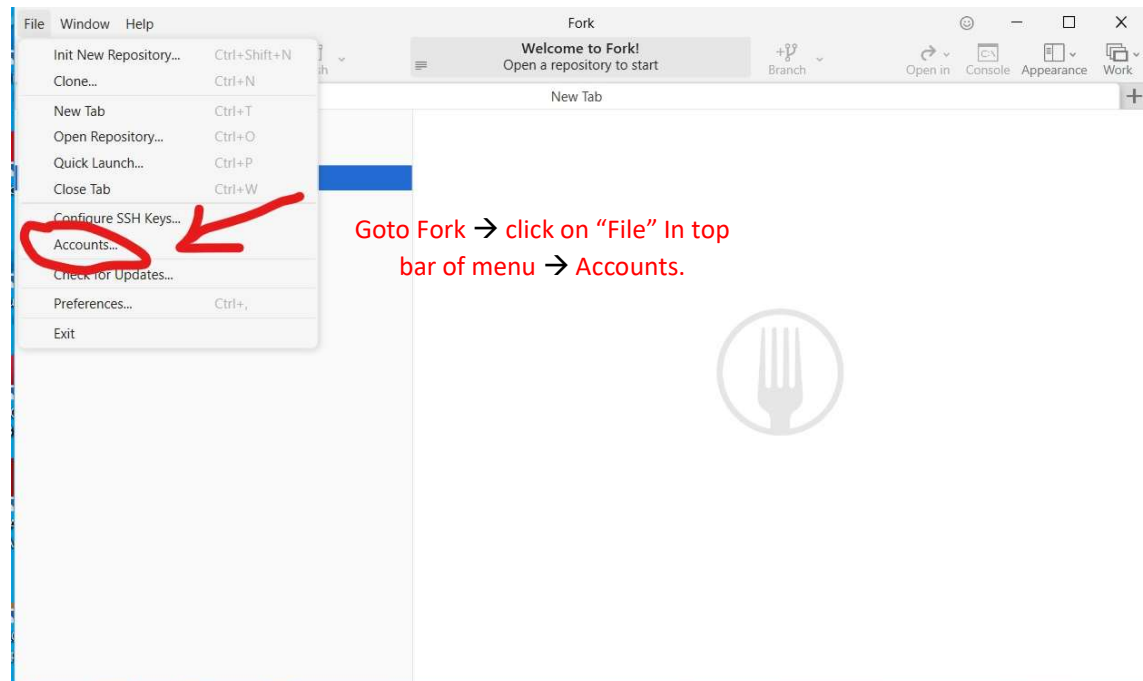 File Window Help
Fork
Init New Repository... Ctrl+Shift+N
Clone... Ctrl+N
New Tab Ctrl+T
Open Repository... Ctrl+O
Quick Launch... Ctrl+P
Close Tab Ctrl+W
Configure SSH Keys...
Accounts...
Check for Updates...
Preferences... Ctrl+,
Exit
Welcome to Fork!
Open a repository to start
Branch
Open in Console Appearance Work
New Tab
Goto Fork → click on “File” In top
bar of menu → Accounts.